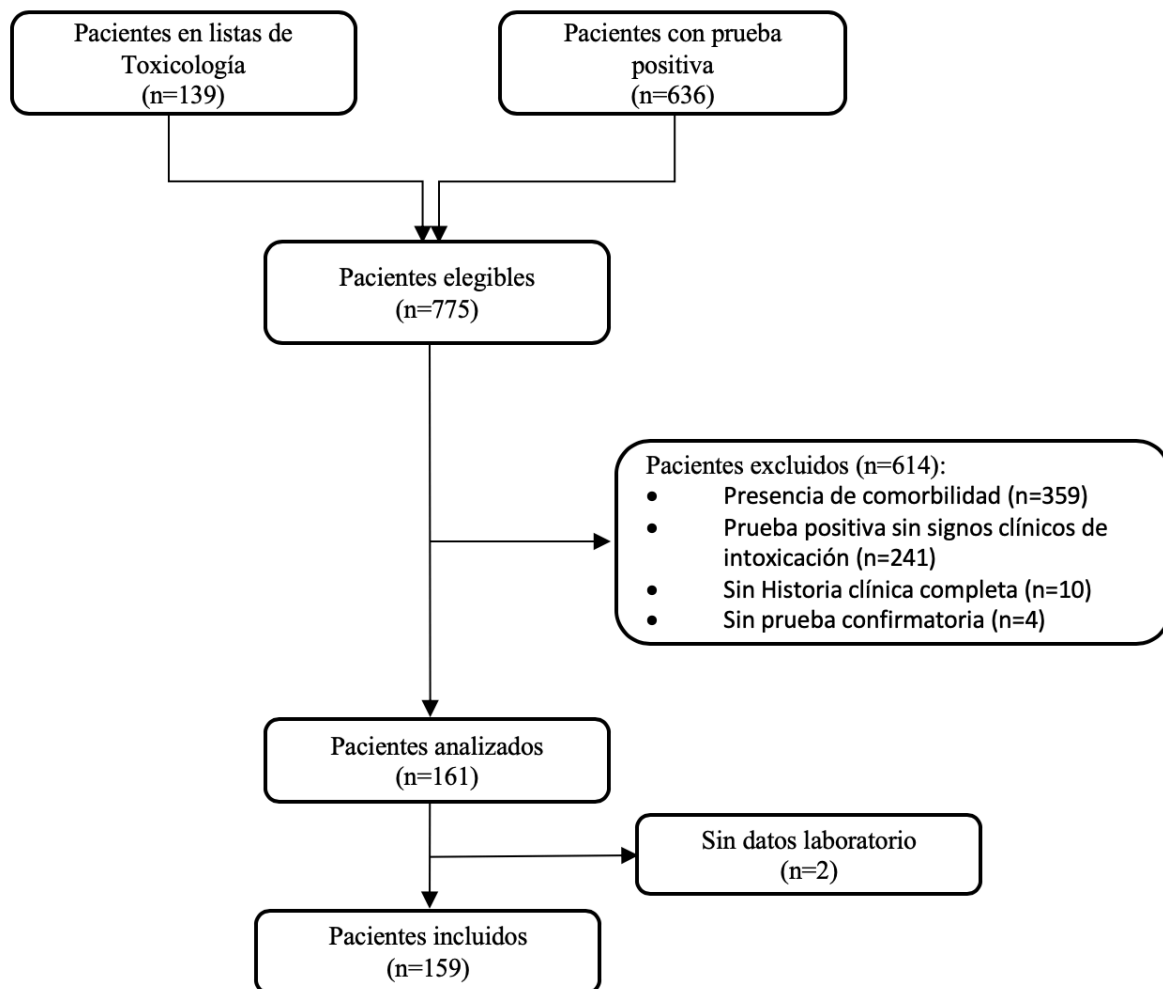 Pacientes en listas de
Toxicología
(n=139)
Pacientes con prueba
positiva
(n=636)
Pacientes elegibles
(n=775)
Pacientes excluidos (n=614):
• Presencia de comorbilidad (n=359)
• Prueba positiva sin signos clínicos de
intoxicación (n=241)
• Sin Historia clínica completa (n=10)
• Sin prueba confirmatoria (n=4)
Pacientes analizados
(n=161)
Sin datos laboratorio
(n=2)
Pacientes incluidos
(n=159)